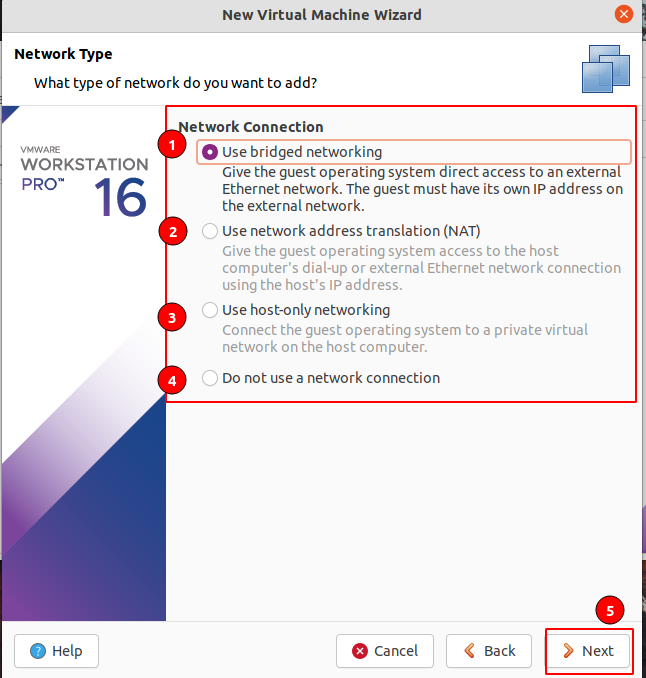 New Virtual Machine Wizard
Network Type
What type of network do you want to add?
VMWARE
WORKSTATION
PRO™ 16
Network Connection
1 Use bridged networking
Give the guest operating system direct access to an external
Ethernet network. The guest must have its own IP address on
the external network.
2 Use network address translation (NAT)
Give the guest operating system access to the host
computer's dial-up or external Ethernet network connection
using the host's IP address.
3 Use host-only networking
Connect the guest operating system to a private virtual
network on the host computer.
4 Do not use a network connection
5
? Help Cancel Back Next